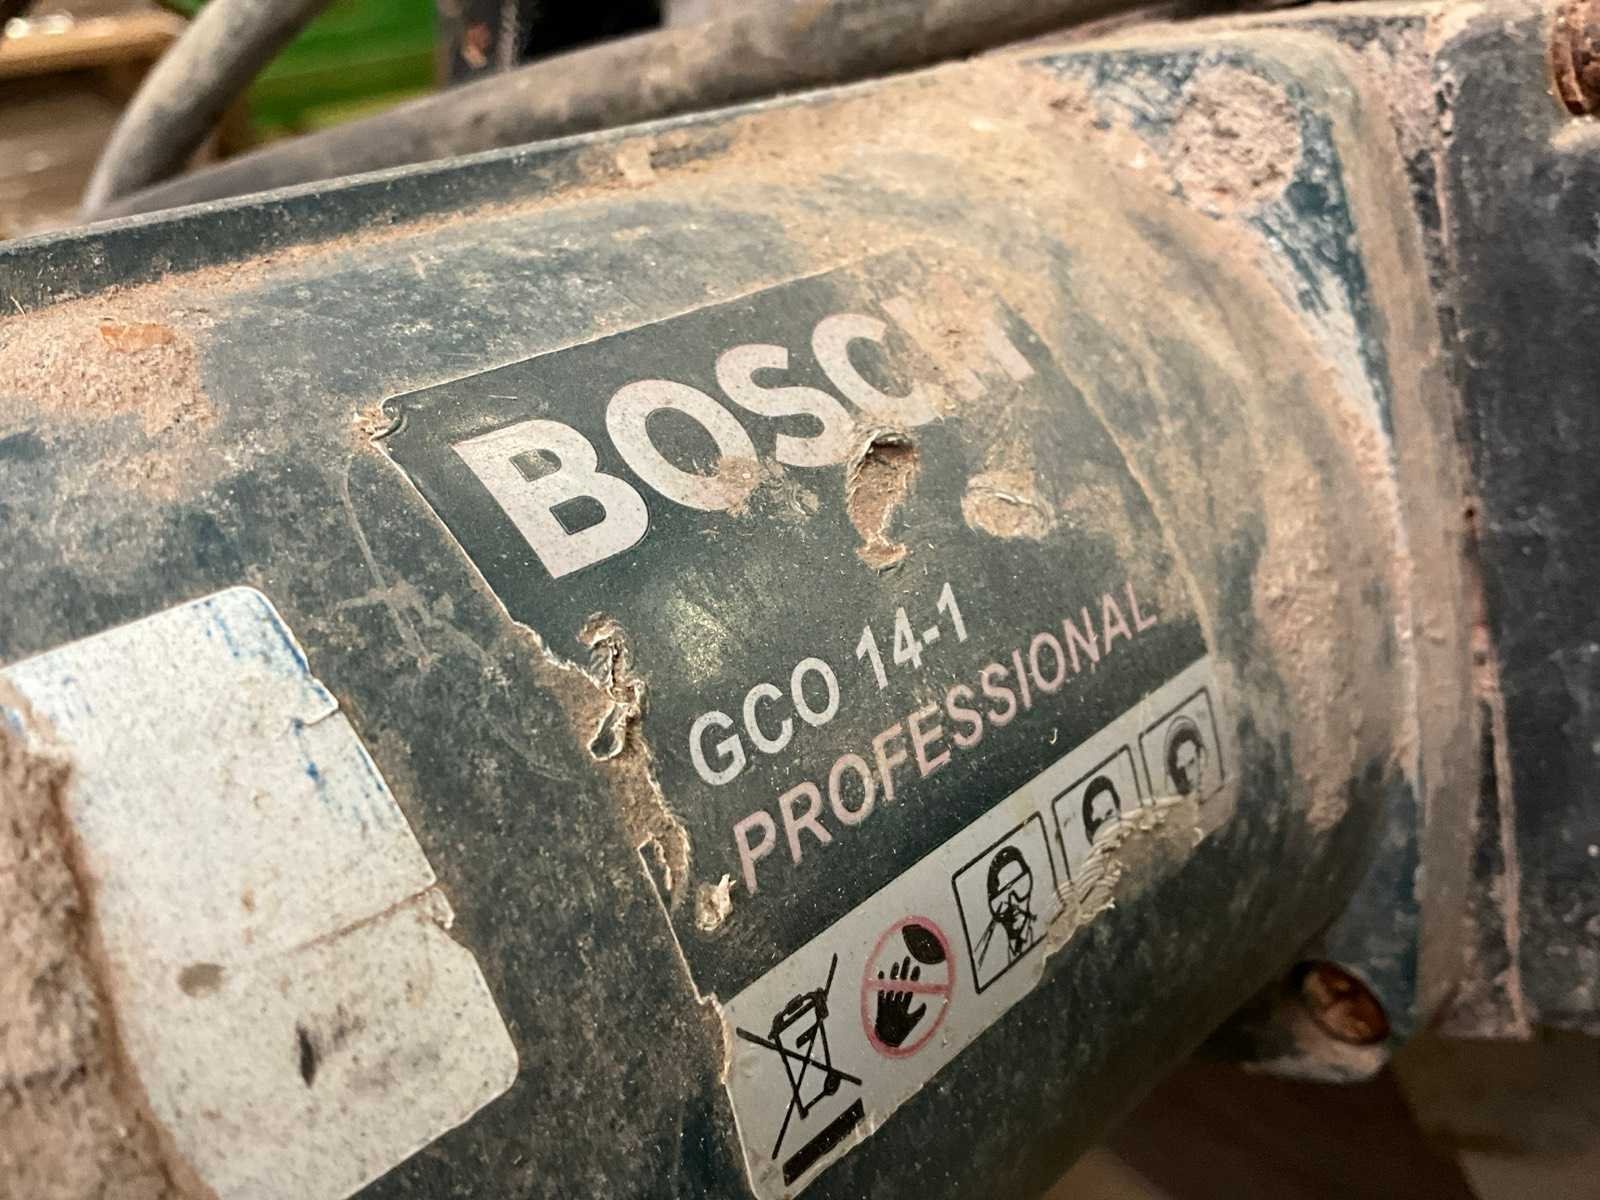 BOSCH
GCO 14-1
PROFESSIONAL